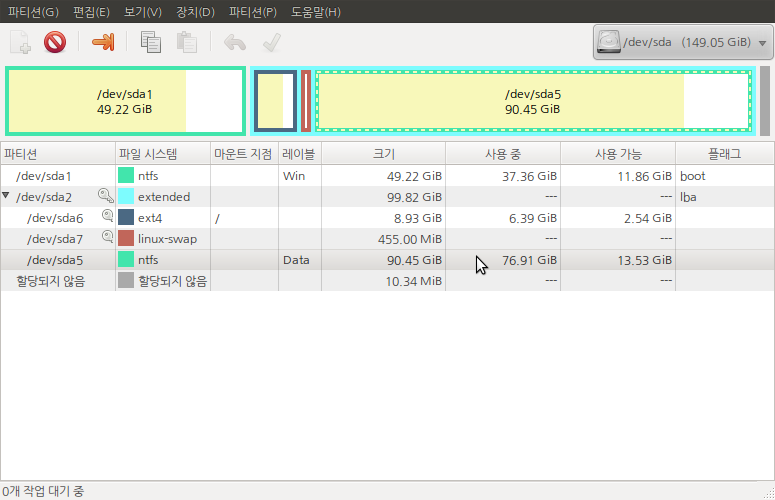 파티션(G) 편집(E) 보기(V) 장치(D) 파티션(P) 도움말(H)
/dev/sda (149.05 GiB)
/dev/sda1
49.22 GiB
/dev/sda5
90.45 GiB
파티션 파일 시스템 마운트 지점 레이블 크기 사용 중 사용 가능 플래그
/dev/sda1 ntfs Win 49.22 GiB 37.36 GiB 11.86 GiB boot
/dev/sda2 extended 99.82 GiB --- --- lba
/dev/sda6 ext4 / 8.93 GiB 6.39 GiB 2.54 GiB
/dev/sda7 linux-swap 455.00 MiB --- ---
/dev/sda5 ntfs Data 90.45 GiB 76.91 GiB 13.53 GiB
할당되지 않음 할당되지 않음 10.34 MiB --- ---
0개 작업 대기 중